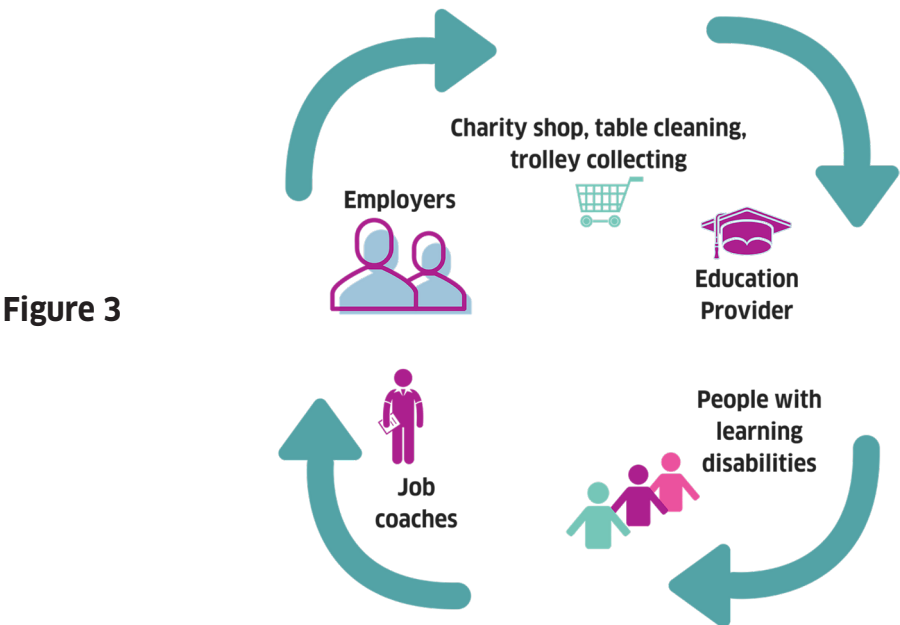 Charity shop, table cleaning,
trolley collecting
Employers
Education
Provider
Figure 3
People with
learning
disabilities
Job
coaches